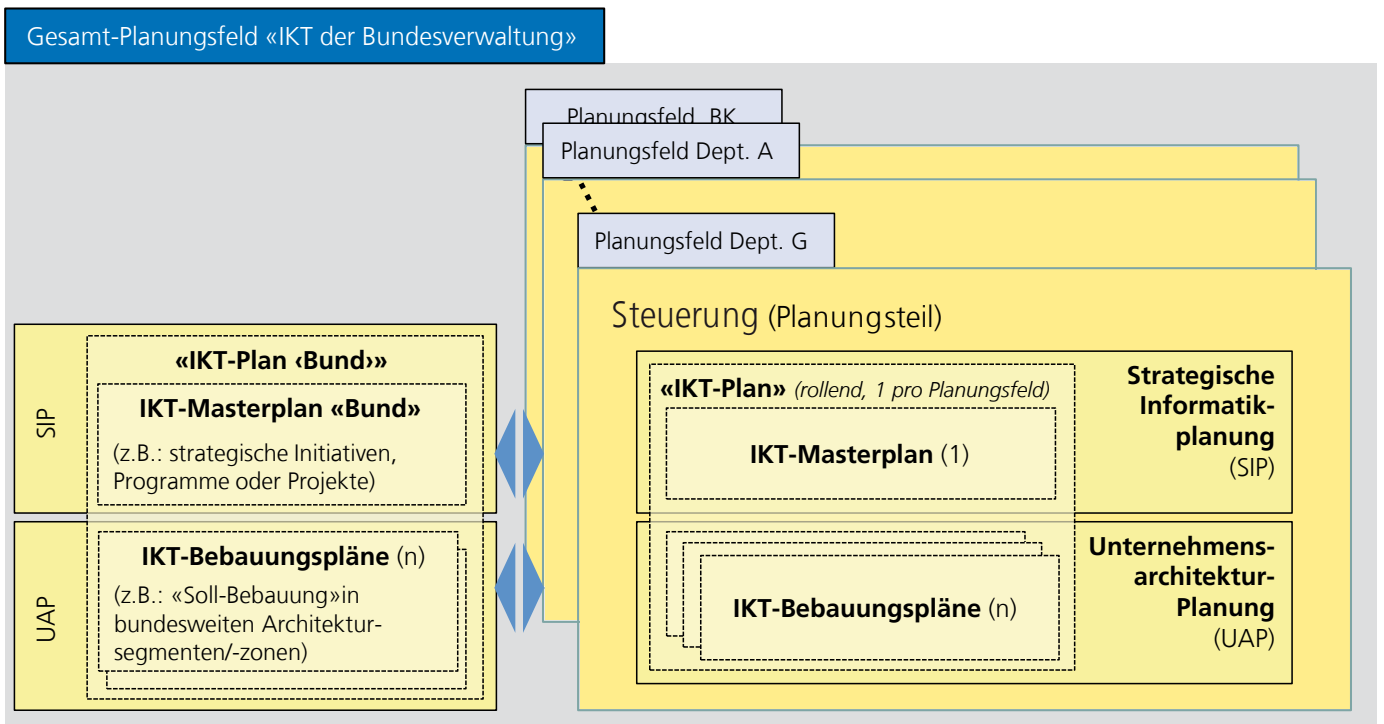 Gesamt-Planungsfeld «IKT der Bundesverwaltung»
Planungsfeld BK
Planungsfeld Dept. A
Planungsfeld Dept. G
Steuerung (Planungsteil)
SIP
«IKT-Plan ‹Bund›»
IKT-Masterplan «Bund»
(z.B.: strategische Initiativen,
Programme oder Projekte)
UAP
IKT-Bebauungspläne (n)
(z.B.: «Soll-Bebauung»in
bundesweiten Architektur-
segmenten/-zonen)
«IKT-Plan» (rollend, 1 pro Planungsfeld)
IKT-Masterplan (1)
Strategische
Informatik-
planung
(SIP)
IKT-Bebauungspläne (n)
Unternehmens-
architektur-
Planung
(UAP)